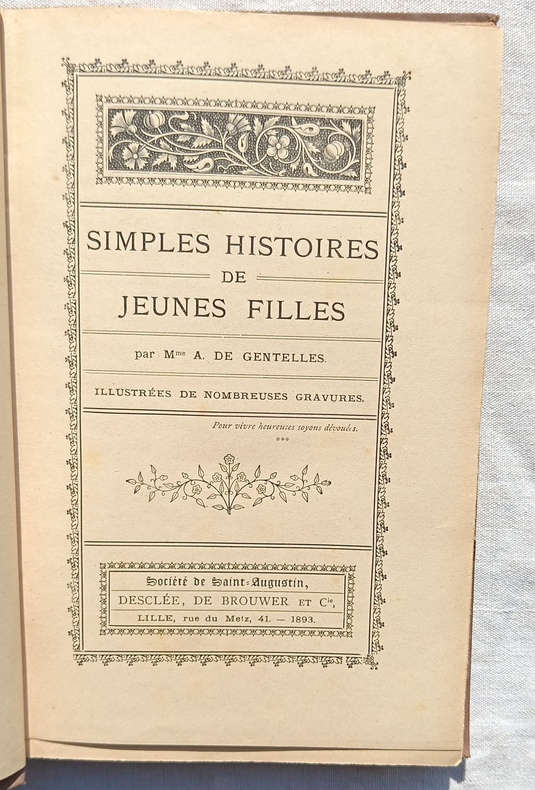 SIMPLES HISTOIRES
DE
JEUNES FILLES
par Mme A. DE GENTELLES.
ILLUSTRÉES DE NOMBREUSES GRAVURES.
Pour vivre heureuses soyons dévoués.
***
Société de Saint-Augustin,
DESCLÉE, DE BROUWER ET Cie,
LILLE, rue du Metz, 41. — 1893.